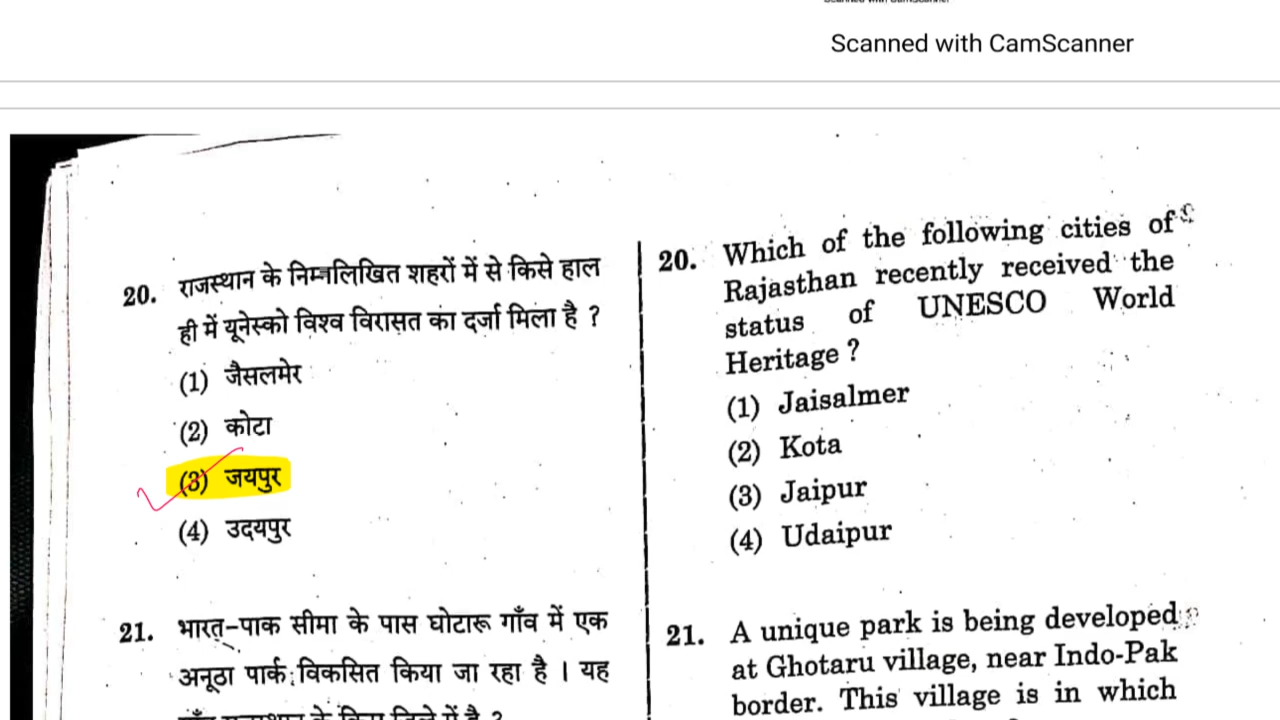 Scanned with CamScanner
20. राजस्थान के निम्नलिखित शहरों में से किसे हाल
ही में यूनेस्को विश्व विरासत का दर्जा मिला है ?
(1) जैसलमेर
(2) कोटा
(3) जयपुर
(4) उदयपुर
21. भारत-पाक सीमा के पास घोटारू गाँव में एक
अनूठा पार्क विकसित किया जा रहा है । यह
20. Which of the following cities of
Rajasthan recently received the
status of UNESCO World
Heritage ?
(1) Jaisalmer
(2) Kota
(3) Jaipur
(4) Udaipur
21. A unique park is being developed
at Ghotaru village, near Indo-Pak
border. This village is in which